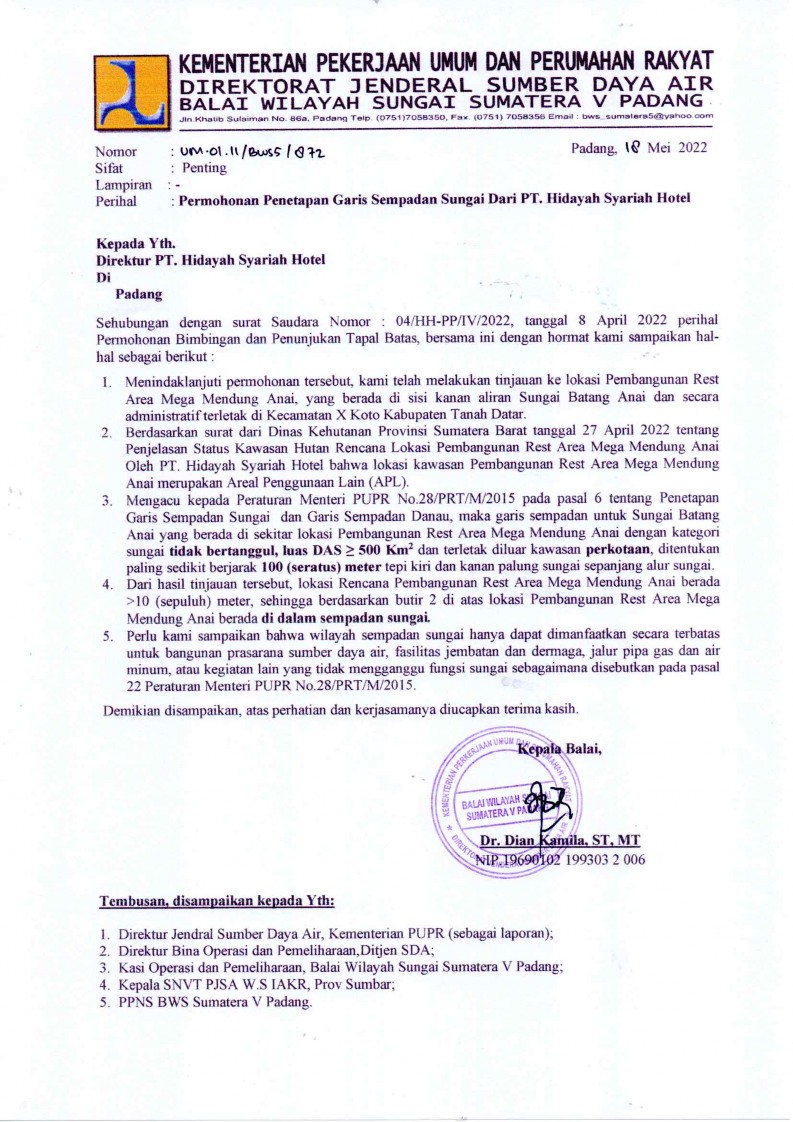 KEMENTERIAN PEKERJAAN UMUM DAN PERUMAHAN RAKYAT
DIREKTORAT JENDERAL SUMBER DAYA AIR
BALAI WILAYAH SUNGAI SUMATERA V PADANG
Jln.Khatib Sulaiman No. 86a, Padang Telp. (0751)7058350, Fax. (0751) 7058356 Email : bws_sumatera5@yahoo.com
Nomor : UM.01.11/BWS5/872
Padang, 18 Mei 2022
Sifat : Penting
Lampiran : -
Perihal : Permohonan Penetapan Garis Sempadan Sungai Dari PT. Hidayah Syariah Hotel
Kepada Yth.
Direktur PT. Hidayah Syariah Hotel
Di
Padang
Sehubungan dengan surat Saudara Nomor : 04/HH-PP/IV/2022, tanggal 8 April 2022 perihal
Permohonan Bimbingan dan Penunjukan Tapal Batas, bersama ini dengan hormat kami sampaikan hal-
hal sebagai berikut :
1. Menindaklanjuti permohonan tersebut, kami telah melakukan tinjauan ke lokasi Pembangunan Rest
Area Mega Mendung Anai, yang berada di sisi kanan aliran Sungai Batang Anai dan secara
administratif terletak di Kecamatan X Koto Kabupaten Tanah Datar.
2. Berdasarkan surat dari Dinas Kehutanan Provinsi Sumatera Barat tanggal 27 April 2022 tentang
Penjelasan Status Kawasan Hutan Rencana Lokasi Pembangunan Rest Area Mega Mendung Anai
Oleh PT. Hidayah Syariah Hotel bahwa lokasi kawasan Pembangunan Rest Area Mega Mendung
Anai merupakan Areal Penggunaan Lain (APL).
3. Mengacu kepada Peraturan Menteri PUPR No.28/PRT/M/2015 pada pasal 6 tentang Penetapan
Garis Sempadan Sungai dan Garis Sempadan Danau, maka garis sempadan untuk Sungai Batang
Anai yang berada di sekitar lokasi Pembangunan Rest Area Mega Mendung Anai dengan kategori
sungai tidak bertanggul, luas DAS ≥ 500 Km² dan terletak diluar kawasan perkotaan, ditentukan
paling sedikit berjarak 100 (seratus) meter tepi kiri dan kanan palung sungai sepanjang alur sungai.
4. Dari hasil tinjauan tersebut, lokasi Rencana Pembangunan Rest Area Mega Mendung Anai berada
>10 (sepuluh) meter, sehingga berdasarkan butir 2 di atas lokasi Pembangunan Rest Area Mega
Mendung Anai berada di dalam sempadan sungai.
5. Perlu kami sampaikan bahwa wilayah sempadan sungai hanya dapat dimanfaatkan secara terbatas
untuk bangunan prasarana sumber daya air, fasilitas jembatan dan dermaga, jalur pipa gas dan air
minum, atau kegiatan lain yang tidak mengganggu fungsi sungai sebagaimana disebutkan pada pasal
22 Peraturan Menteri PUPR No.28/PRT/M/2015.
Demikian disampaikan, atas perhatian dan kerjasamanya diucapkan terima kasih.
Kepala Balai,
KEMENTERIAN PEKERJAAN UMUM DAN PERUMAHAN RAKYAT
BALAI WILAYAH SUNGAI
SUMATERA V PADANG
DIREKTORAT JENDERAL SUMBER DAYA AIR
Dr. Dian Kamila, ST, MT
NIP.19690102 199303 2 006
Tembusan, disampaikan kepada Yth:
1. Direktur Jendral Sumber Daya Air, Kementerian PUPR (sebagai laporan);
2. Direktur Bina Operasi dan Pemeliharaan,Ditjen SDA;
3. Kasi Operasi dan Pemeliharaan, Balai Wilayah Sungai Sumatera V Padang;
4. Kepala SNVT PJSA W.S IAKR, Prov Sumbar;
5. PPNS BWS Sumatera V Padang.